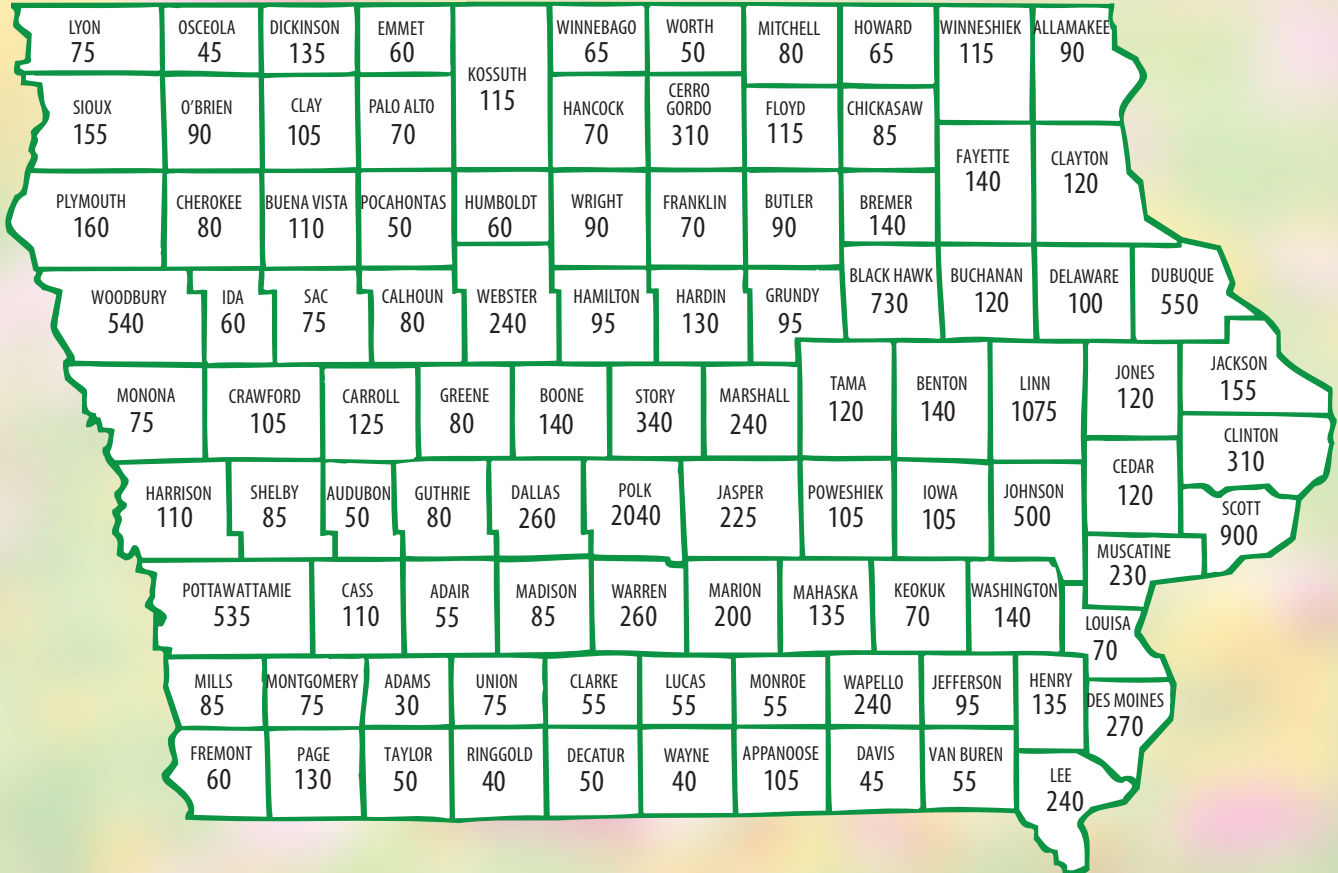 LYON
75
OSCEOLA
45
DICKINSON
135
EMMET
60
KOSSUTH
115
WINNEBAGO
65
WORTH
50
MITCHELL
80
HOWARD
65
WINNESHIEK
115
ALLAMAKEE
90
SIOUX
155
O'BRIEN
90
CLAY
105
PALO ALTO
70
HANCOCK
70
CERRO
GORDO
310
FLOYD
115
CHICKASAW
85
FAYETTE
140
CLAYTON
120
PLYMOUTH
160
CHEROKEE
80
BUENA VISTA
110
POCAHONTAS
50
HUMBOLDT
60
WRIGHT
90
FRANKLIN
70
BUTLER
90
BREMER
140
WOODBURY
540
IDA
60
SAC
75
CALHOUN
80
WEBSTER
240
HAMILTON
95
HARDIN
130
GRUNDY
95
BLACK HAWK
730
BUCHANAN
120
DELAWARE
100
DUBUQUE
550
MONONA
75
CRAWFORD
105
CARROLL
125
GREENE
80
BOONE
140
STORY
340
MARSHALL
240
TAMA
120
BENTON
140
LINN
1075
JONES
120
JACKSON
155
CLINTON
310
HARRISON
110
SHELBY
85
AUDUBON
50
GUTHRIE
80
DALLAS
260
POLK
2040
JASPER
225
POWESHIEK
105
IOWA
105
JOHNSON
500
CEDAR
120
SCOTT
900
MUSCATINE
230
POTTAWATTAMIE
535
CASS
110
ADAIR
55
MADISON
85
WARREN
260
MARION
200
MAHASKA
135
KEOKUK
70
WASHINGTON
140
LOUISA
70
MILLS
85
MONTGOMERY
75
ADAMS
30
UNION
75
CLARKE
55
LUCAS
55
MONROE
55
WAPELLO
240
JEFFERSON
95
HENRY
135
DES MOINES
270
FREMONT
60
PAGE
130
TAYLOR
50
RINGGOLD
40
DECATUR
50
WAYNE
40
APPANOOSE
105
DAVIS
45
VAN BUREN
55
LEE
240